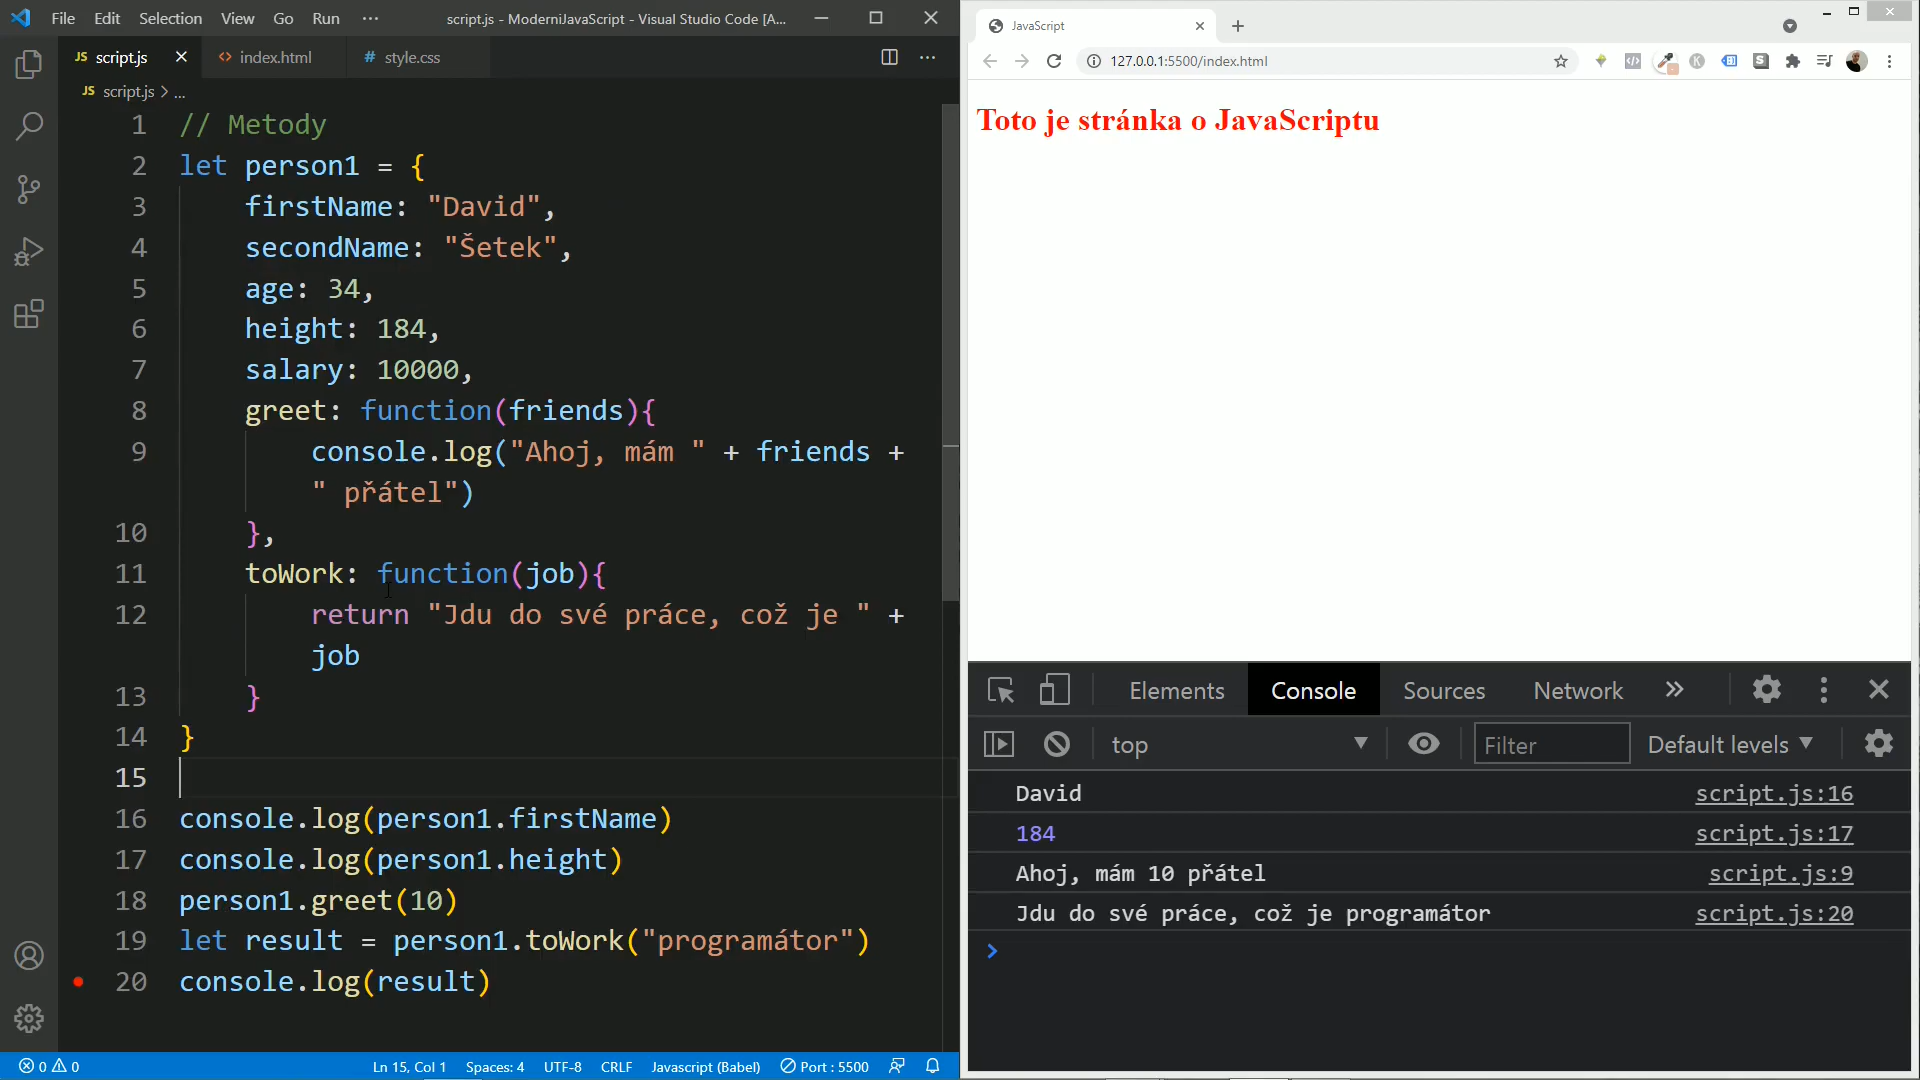 File Edit Selection View Go Run ··· script.js - ModerniJavaScript - Visual Studio Code [A...
JS script.js × <> index.html # style.css ···
JS script.js > ...
1 // Metody
2 let person1 = {
3 firstName: "David",
4 secondName: "Šetek",
5 age: 34,
6 height: 184,
7 salary: 10000,
8 greet: function(friends){
9 console.log("Ahoj, mám " + friends +
" přátel")
10 },
11 toWork: function(job){
12 return "Jdu do své práce, což je " +
job
13 }
14 }
15
16 console.log(person1.firstName)
17 console.log(person1.height)
18 person1.greet(10)
19 let result = person1.toWork("programátor")
20 console.log(result)
0 0 Ln 15, Col 1 Spaces: 4 UTF-8 CRLF Javascript (Babel) Port : 5500
JavaScript
127.0.0.1:5500/index.html
Toto je stránka o JavaScriptu
Elements Console Sources Network »
top Filter Default levels
David script.js:16
184 script.js:17
Ahoj, mám 10 přátel script.js:9
Jdu do své práce, což je programátor script.js:20
>